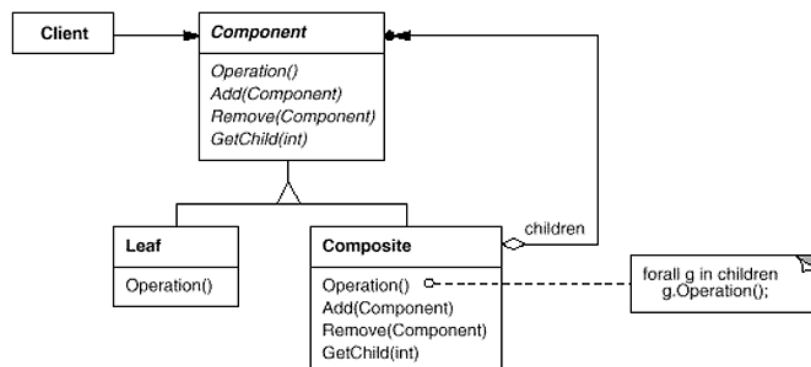 Client
Component
Operation()
Add(Component)
Remove(Component)
GetChild(int)
Leaf
Operation()
Composite
Operation()
Add(Component)
Remove(Component)
GetChild(int)
children
forall g in children
g.Operation();